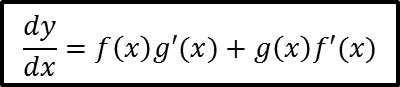 dy/dx = f(x)g′(x) + g(x)f′(x)